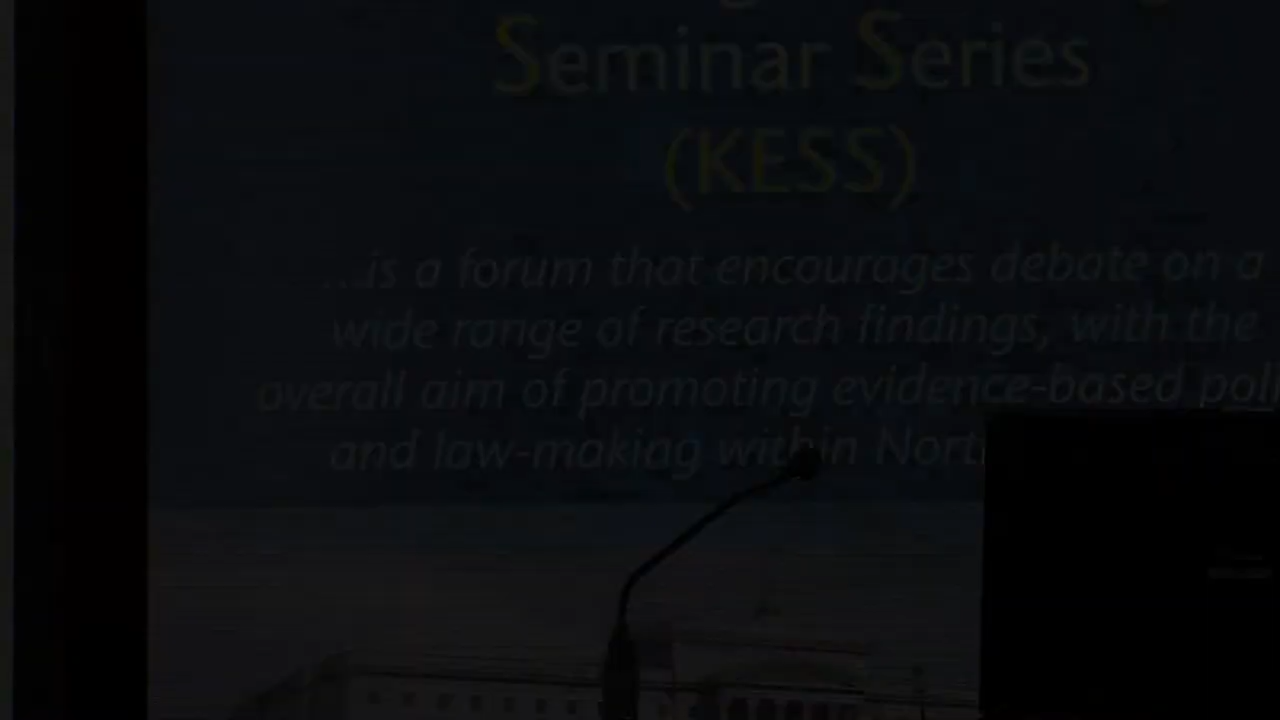 Seminar Series
(KESS)
...is a forum that encourages debate on a
wide range of research findings, with the
overall aim of promoting evidence-based
and law-making within